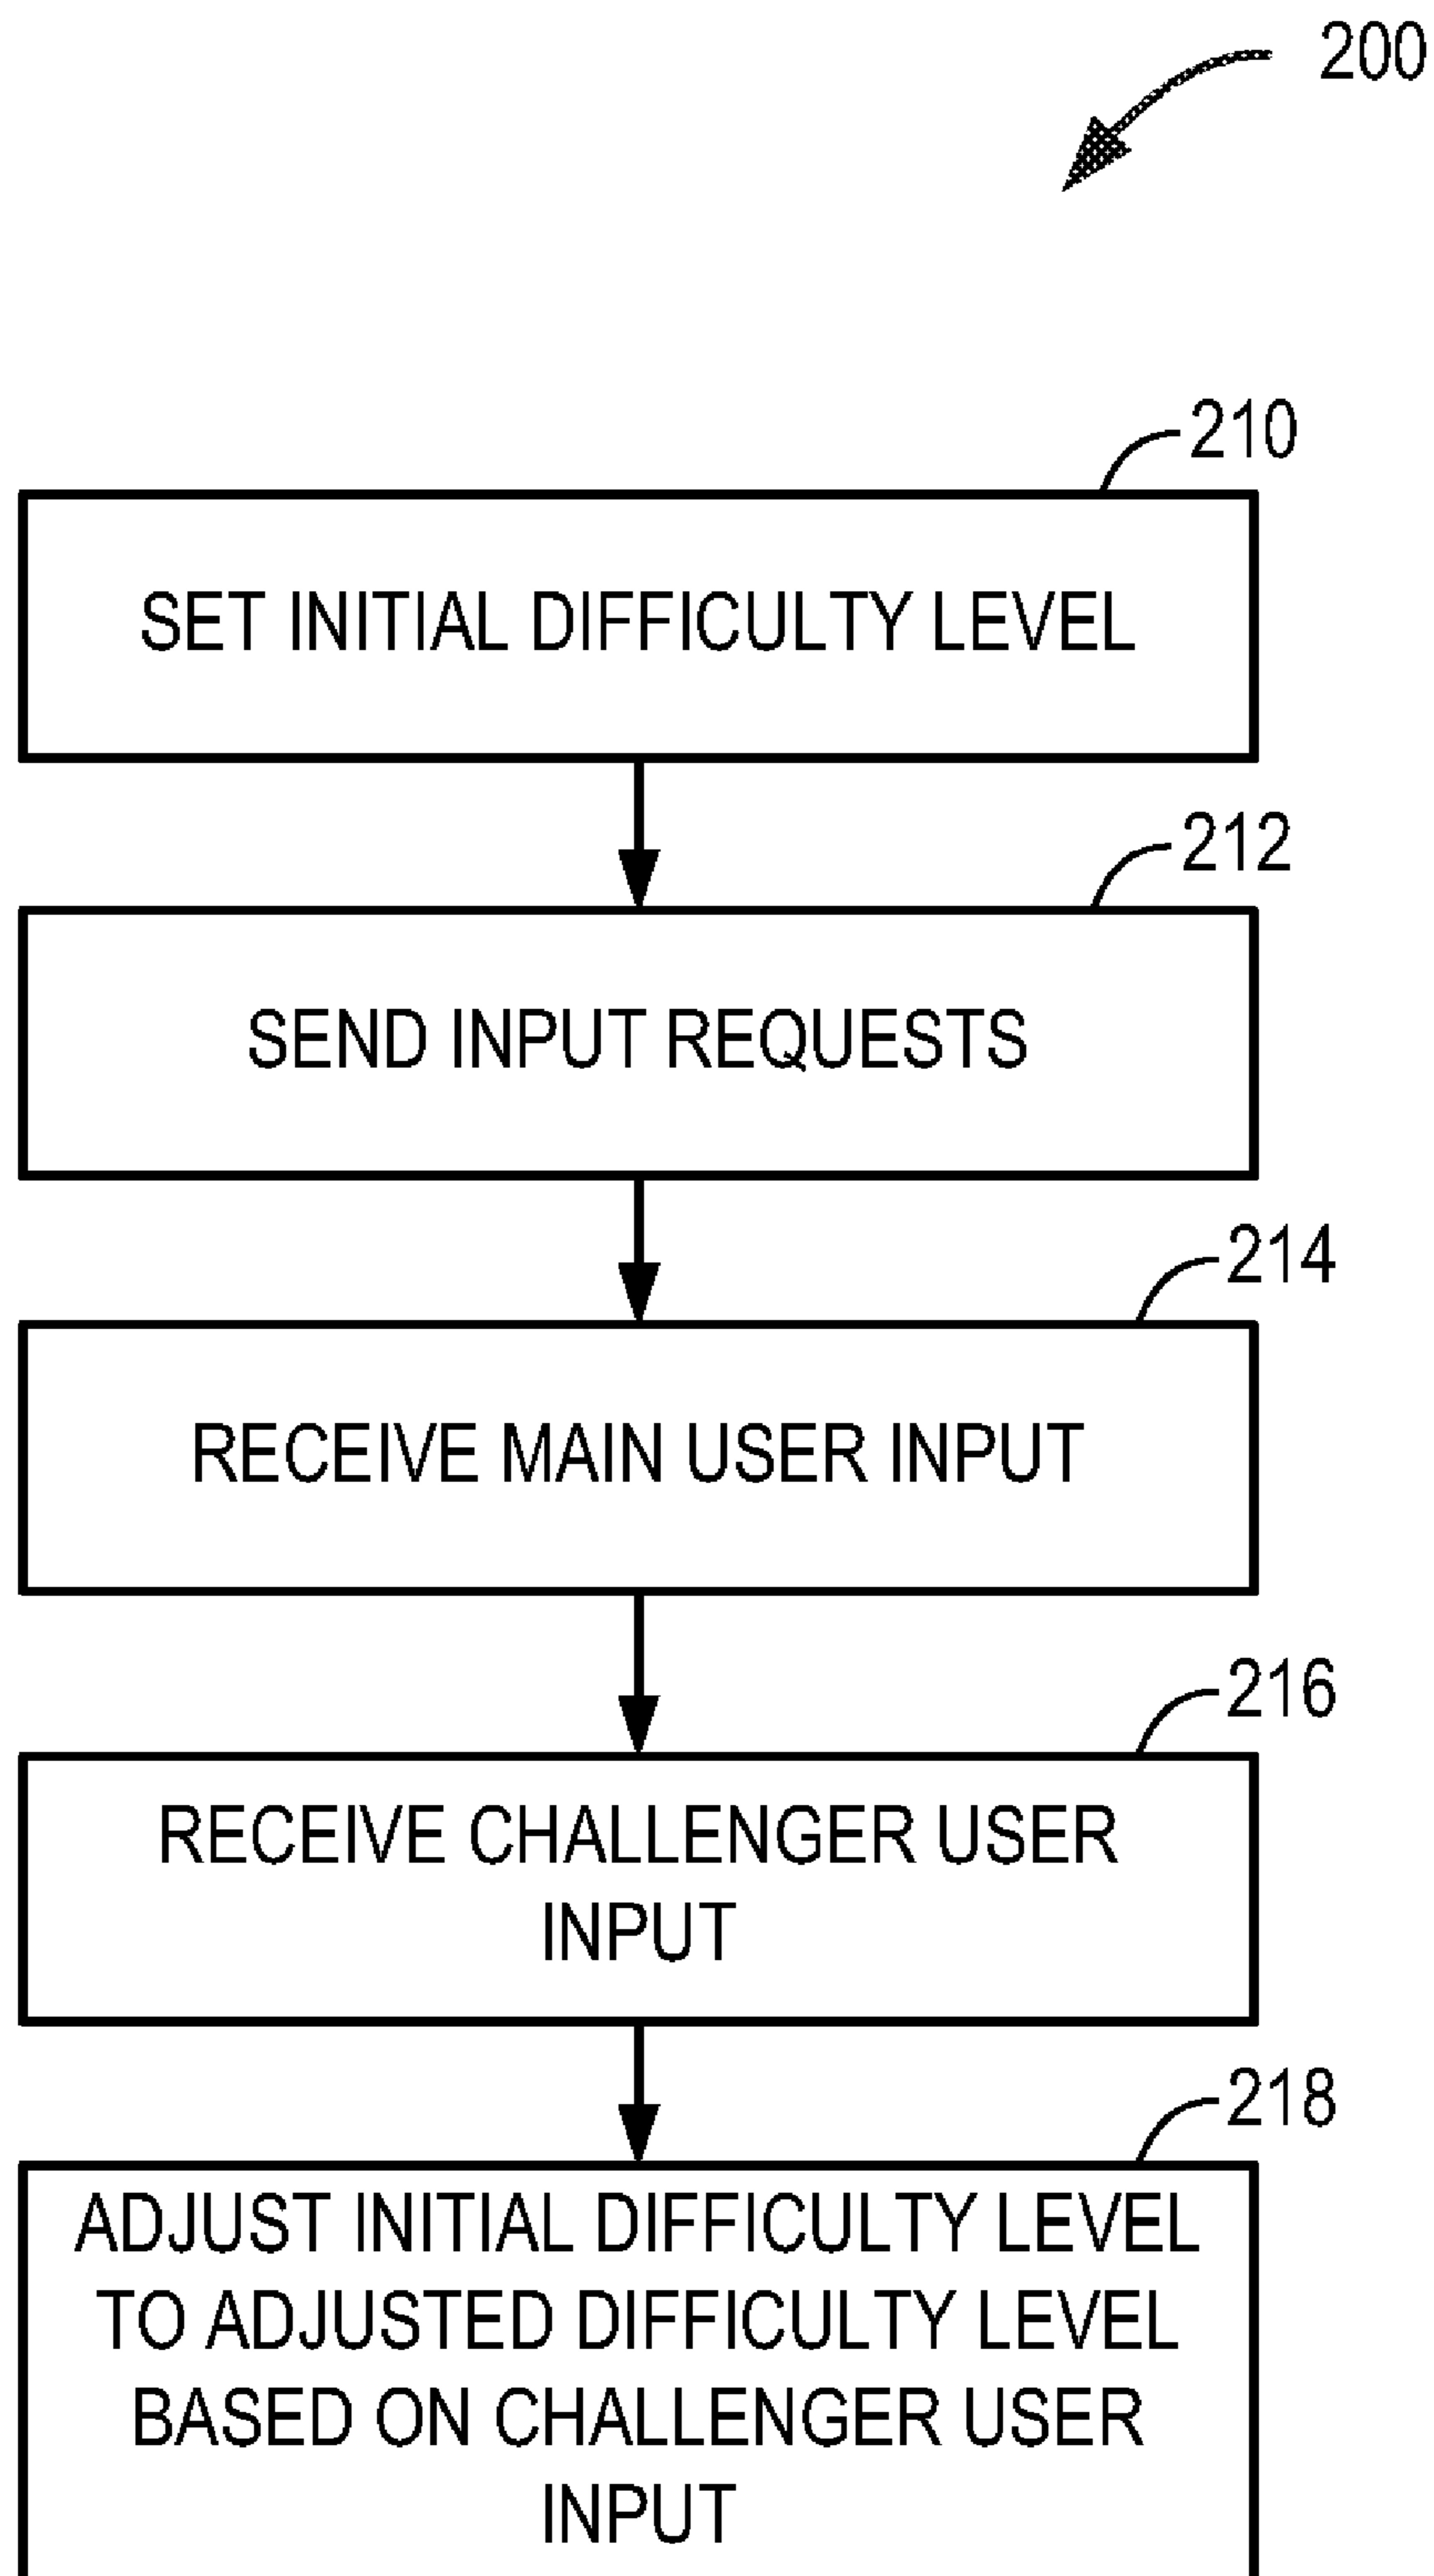 200
210
SET INITIAL DIFFICULTY LEVEL
212
SEND INPUT REQUESTS
214
RECEIVE MAIN USER INPUT
216
RECEIVE CHALLENGER USER
INPUT
218
ADJUST INITIAL DIFFICULTY LEVEL
TO ADJUSTED DIFFICULTY LEVEL
BASED ON CHALLENGER USER
INPUT